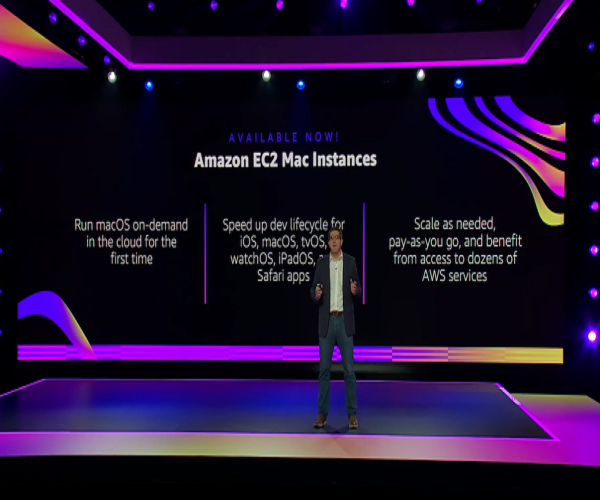 AVAILABLE NOW!
Amazon EC2 Mac Instances
Run macOS on-demand
in the cloud for the
first time
Speed up dev lifecycle for
iOS, macOS, tvOS,
watchOS, iPadOS,
Safari apps
Scale as needed,
pay-as-you go, and benefit
from access to dozens of
AWS services